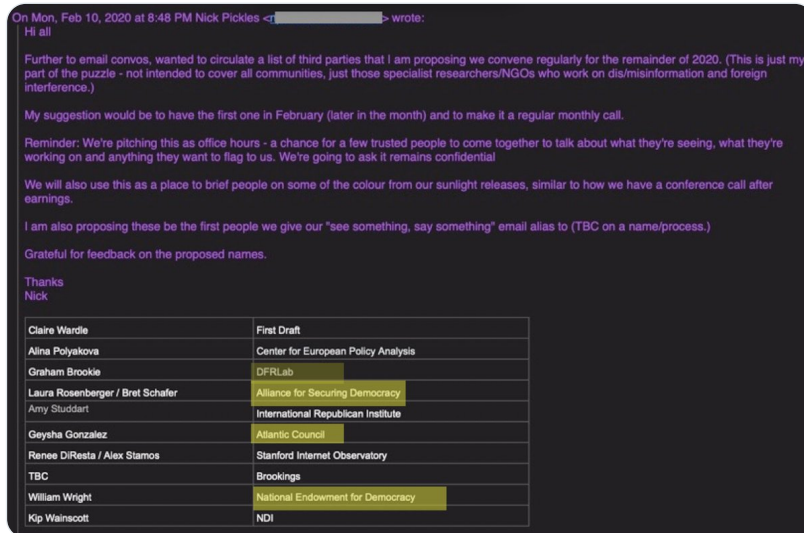 On Mon, Feb 10, 2020 at 8:48 PM Nick Pickles <r > wrote:
Hi all
Further to email convos, wanted to circulate a list of third parties that I am proposing we convene regularly for the remainder of 2020. (This is just my
part of the puzzle - not intended to cover all communities, just those specialist researchers/NGOs who work on dis/misinformation and foreign
interference.)
My suggestion would be to have the first one in February (later in the month) and to make it a regular monthly call.
Reminder: We're pitching this as office hours - a chance for a few trusted people to come together to talk about what they're seeing, what they're
working on and anything they want to flag to us. We're going to ask it remains confidential
We will also use this as a place to brief people on some of the colour from our sunlight releases, similar to how we have a conference call after
earnings.
I am also proposing these be the first people we give our "see something, say something" email alias to (TBC on a name/process.)
Grateful for feedback on the proposed names.
Thanks
Nick
Claire Wardle First Draft
Alina Polyakova Center for European Policy Analysis
Graham Brookie DFRLab
Laura Rosenberger / Bret Schafer Alliance for Securing Democracy
Amy Studdart International Republican Institute
Geysha Gonzalez Atlantic Council
Renee DiResta / Alex Stamos Stanford Internet Observatory
TBC Brookings
William Wright National Endowment for Democracy
Kip Wainscott NDI